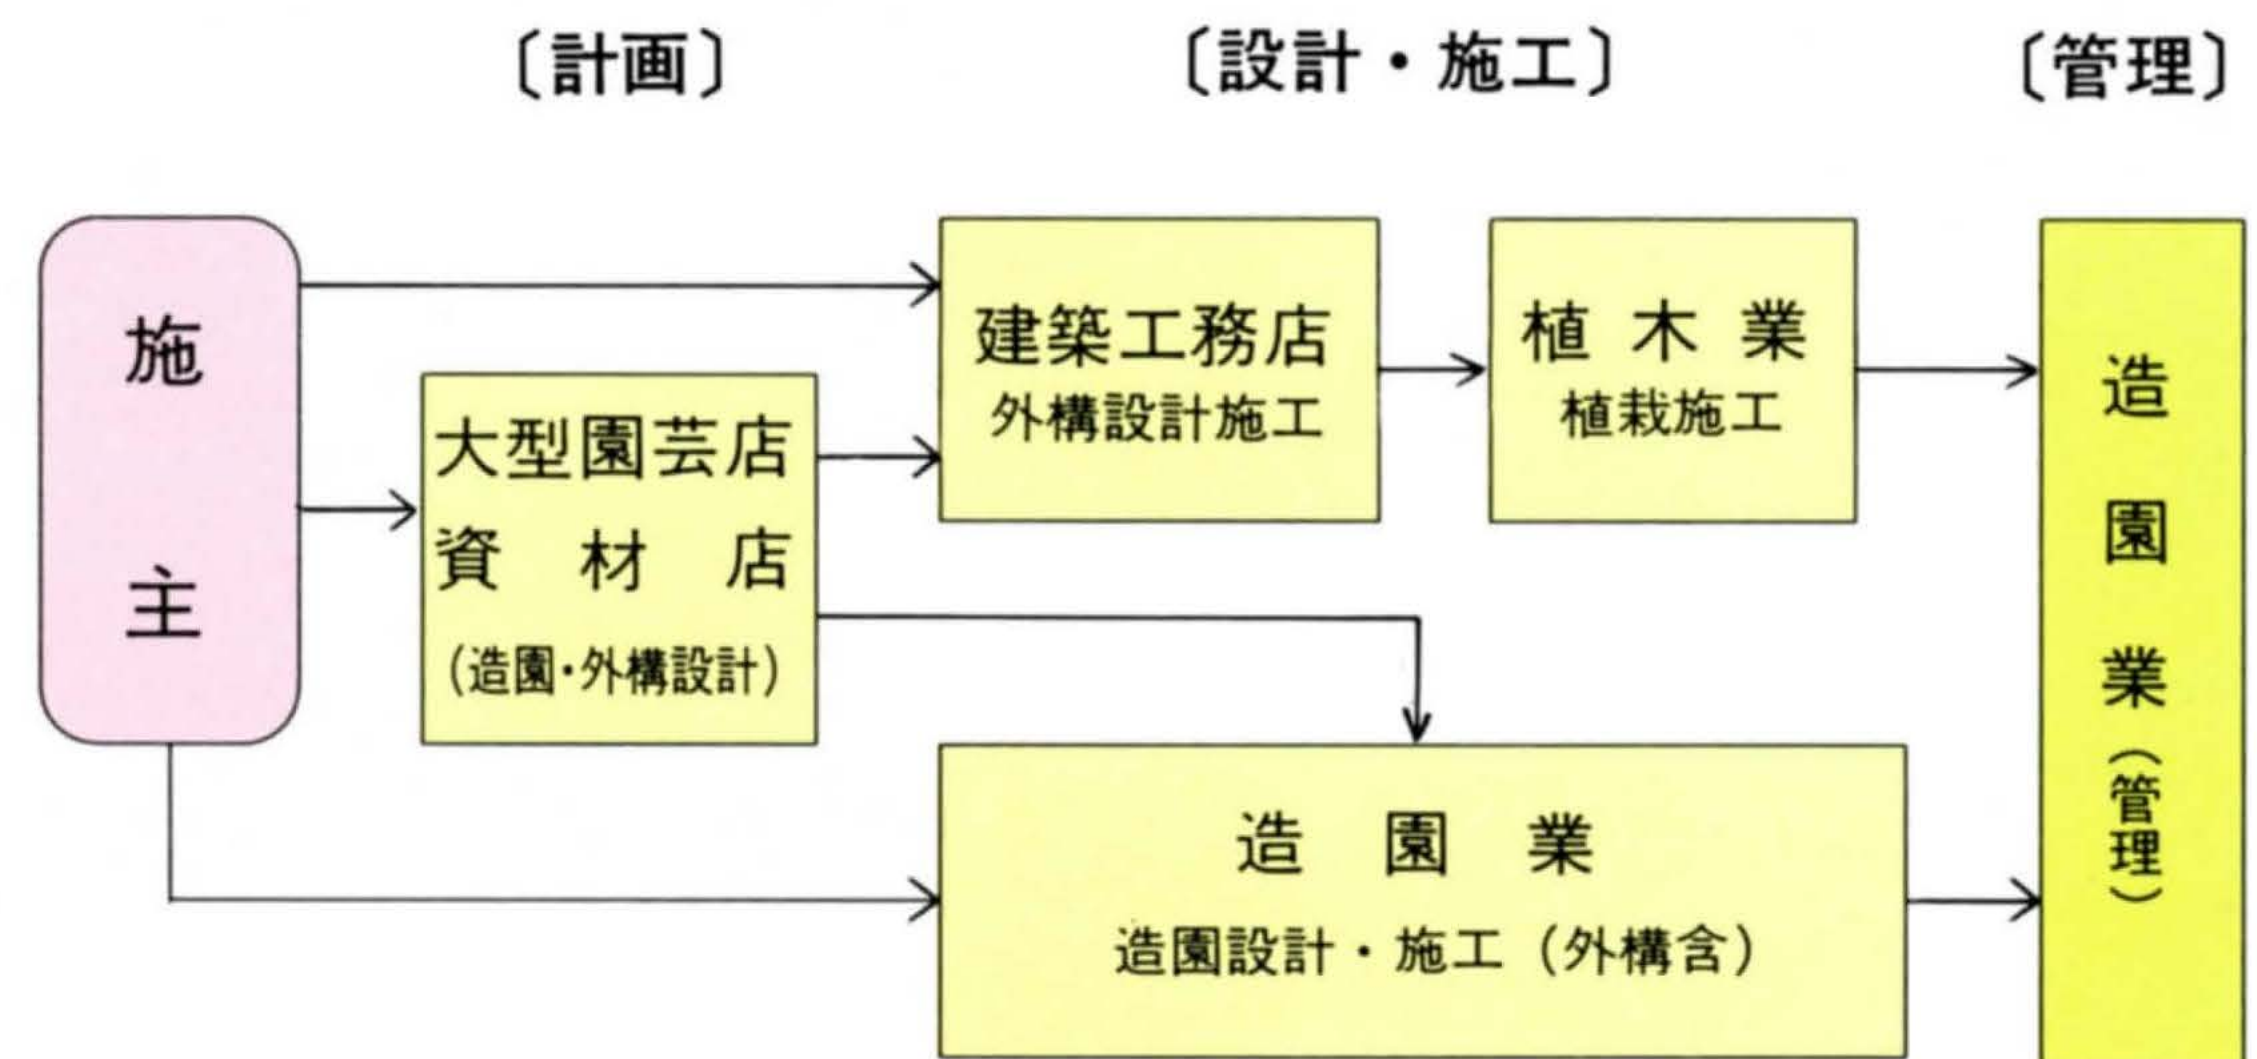 〔計画〕
〔設計・施工〕
〔管理〕
施主
大型園芸店
資材店
(造園・外構設計)
建築工務店
外構設計施工
植木業
植栽施工
造園業
造園設計・施工(外構含)
造園業(管理)